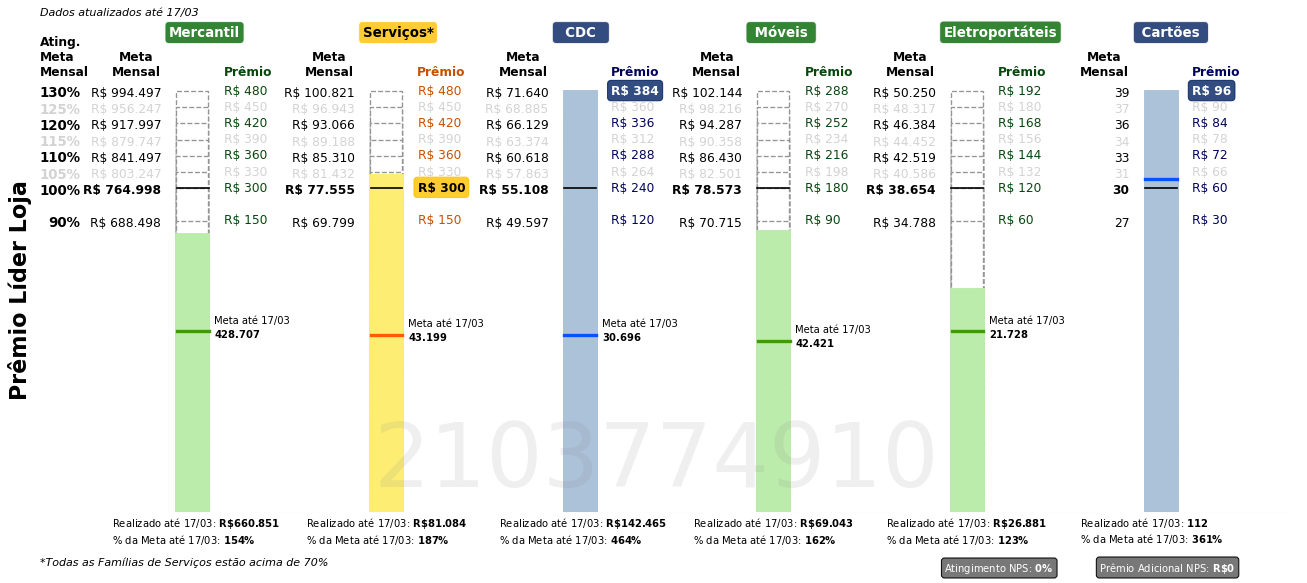 Dados atualizados até 17/03
Mercantil Serviços* CDC Móveis Eletroportáteis Cartões
Ating. Meta Mensal
Meta Mensal Prêmio Meta Mensal Prêmio Meta Mensal Prêmio Meta Mensal Prêmio Meta Mensal Prêmio Meta Mensal Prêmio
130% R$ 994.497 R$ 480 R$ 100.821 R$ 480 R$ 71.640 R$ 384 R$ 102.144 R$ 288 R$ 50.250 R$ 192 39 R$ 96
125% R$ 956.247 R$ 450 R$ 96.943 R$ 450 R$ 68.885 R$ 360 R$ 98.216 R$ 270 R$ 48.317 R$ 180 37 R$ 90
120% R$ 917.997 R$ 420 R$ 93.066 R$ 420 R$ 66.129 R$ 336 R$ 94.287 R$ 252 R$ 46.384 R$ 168 36 R$ 84
115% R$ 879.747 R$ 390 R$ 89.188 R$ 390 R$ 63.374 R$ 312 R$ 90.358 R$ 234 R$ 44.452 R$ 156 34 R$ 78
110% R$ 841.497 R$ 360 R$ 85.310 R$ 360 R$ 60.618 R$ 288 R$ 86.430 R$ 216 R$ 42.519 R$ 144 33 R$ 72
105% R$ 803.247 R$ 330 R$ 81.432 R$ 330 R$ 57.863 R$ 264 R$ 82.501 R$ 198 R$ 40.586 R$ 132 31 R$ 66
100% R$ 764.998 R$ 300 R$ 77.555 R$ 300 R$ 55.108 R$ 240 R$ 78.573 R$ 180 R$ 38.654 R$ 120 30 R$ 60
90% R$ 688.498 R$ 150 R$ 69.799 R$ 150 R$ 49.597 R$ 120 R$ 70.715 R$ 90 R$ 34.788 R$ 60 27 R$ 30
Prêmio Líder Loja
Meta até 17/03 Meta até 17/03 Meta até 17/03 Meta até 17/03 Meta até 17/03
428.707 43.199 30.696 42.421 21.728
2103774910
Realizado até 17/03: R$660.851 Realizado até 17/03: R$81.084 Realizado até 17/03: R$142.465 Realizado até 17/03: R$69.043 Realizado até 17/03: R$26.881 Realizado até 17/03: 112
% da Meta até 17/03: 154% % da Meta até 17/03: 187% % da Meta até 17/03: 464% % da Meta até 17/03: 162% % da Meta até 17/03: 123% % da Meta até 17/03: 361%
*Todas as Famílias de Serviços estão acima de 70%
Atingimento NPS: 0% Prêmio Adicional NPS: R$0